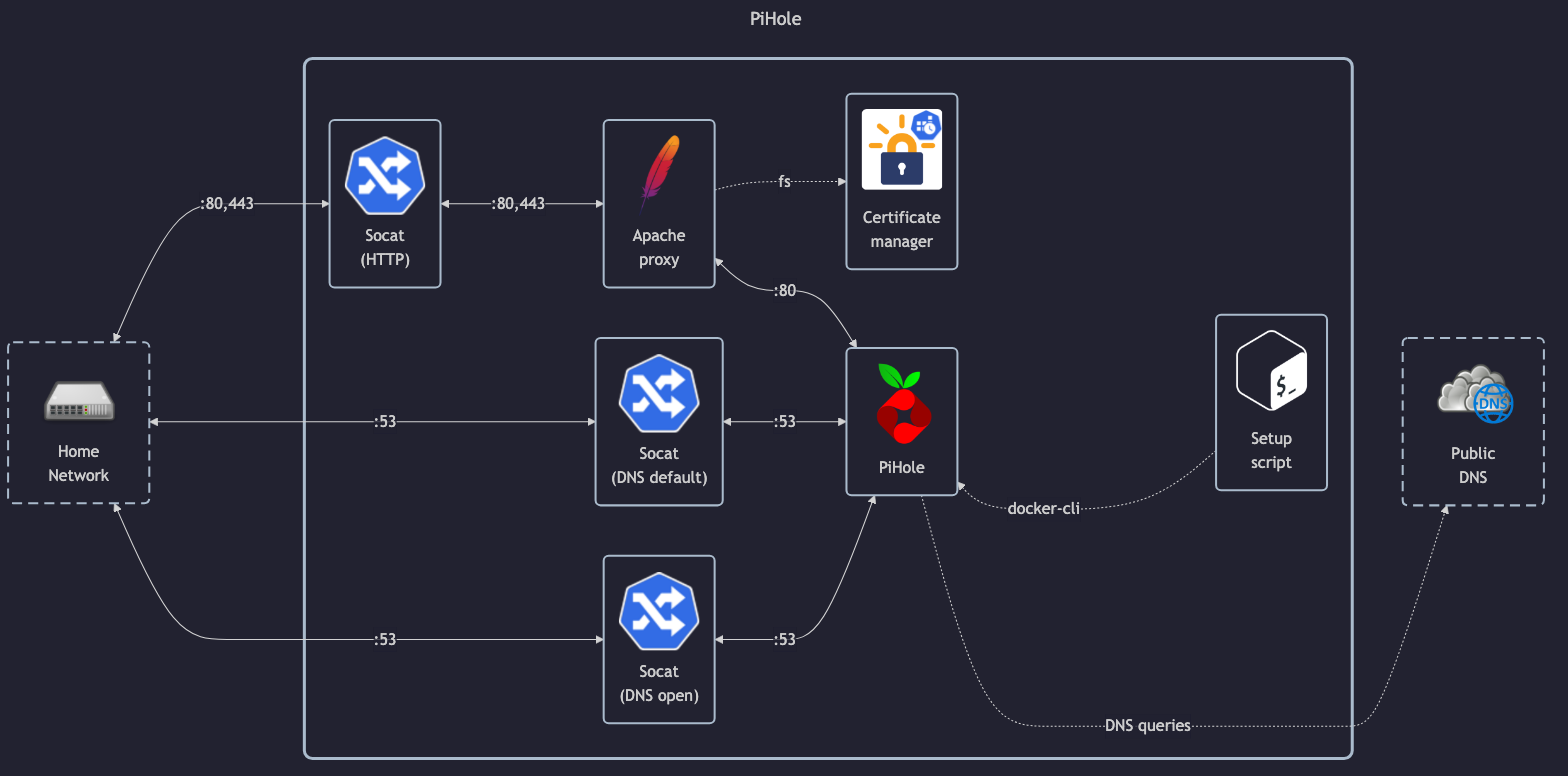 PiHole
:80,443
Socat
(HTTP)
:80,443
Apache
proxy
fs
Certificate
manager
:80
Home
Network
:53
Socat
(DNS default)
:53
PiHole
docker-cli
$_
Setup
script
DNS
Public
DNS
:53
Socat
(DNS open)
:53
DNS queries